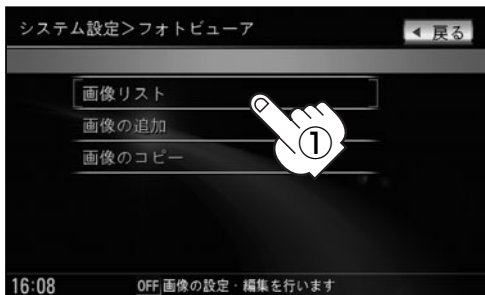 システム設定＞フォトビューア
◀ 戻る
画像リスト
画像の追加
画像のコピー
①
16:08 OFF 画像の設定・編集を行います